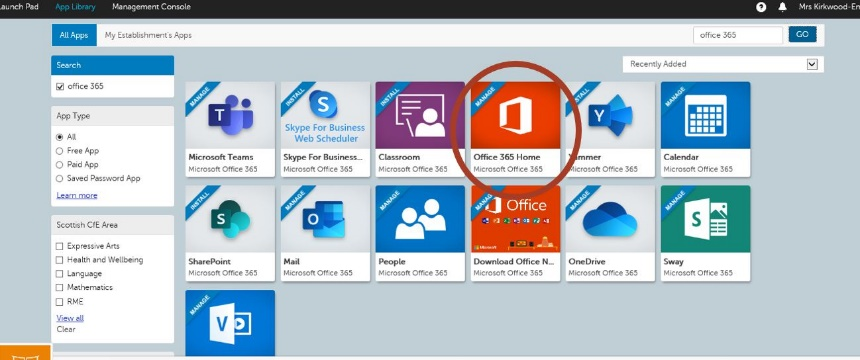 Launch Pad App Library Management Console Mrs Kirkwood-En
All Apps My Establishment's Apps office 365 GO
Search
office 365
Recently Added
App Type
All
Free App
Paid App
Saved Password App
Learn more
Scottish CfE Area
Expressive Arts
Health and Wellbeing
Language
Mathematics
RME
View all
Clear
MANAGE
Microsoft Teams
Microsoft Office 365
INSTALL
Skype For Business
Web Scheduler
Skype For Business...
Microsoft Office 365
INSTALL
Classroom
Microsoft Office 365
MANAGE
Office 365 Home
Microsoft Office 365
INSTALL
Y
Yammer
Microsoft Office 365
MANAGE
Calendar
Microsoft Office 365
INSTALL
S
SharePoint
Microsoft Office 365
MANAGE
O
Mail
Microsoft Office 365
MANAGE
People
Microsoft Office 365
MANAGE
Office
Microsoft
Download Office N...
Microsoft Office 365
MANAGE
OneDrive
Microsoft Office 365
MANAGE
S
Sway
Microsoft Office 365
MANAGE
V